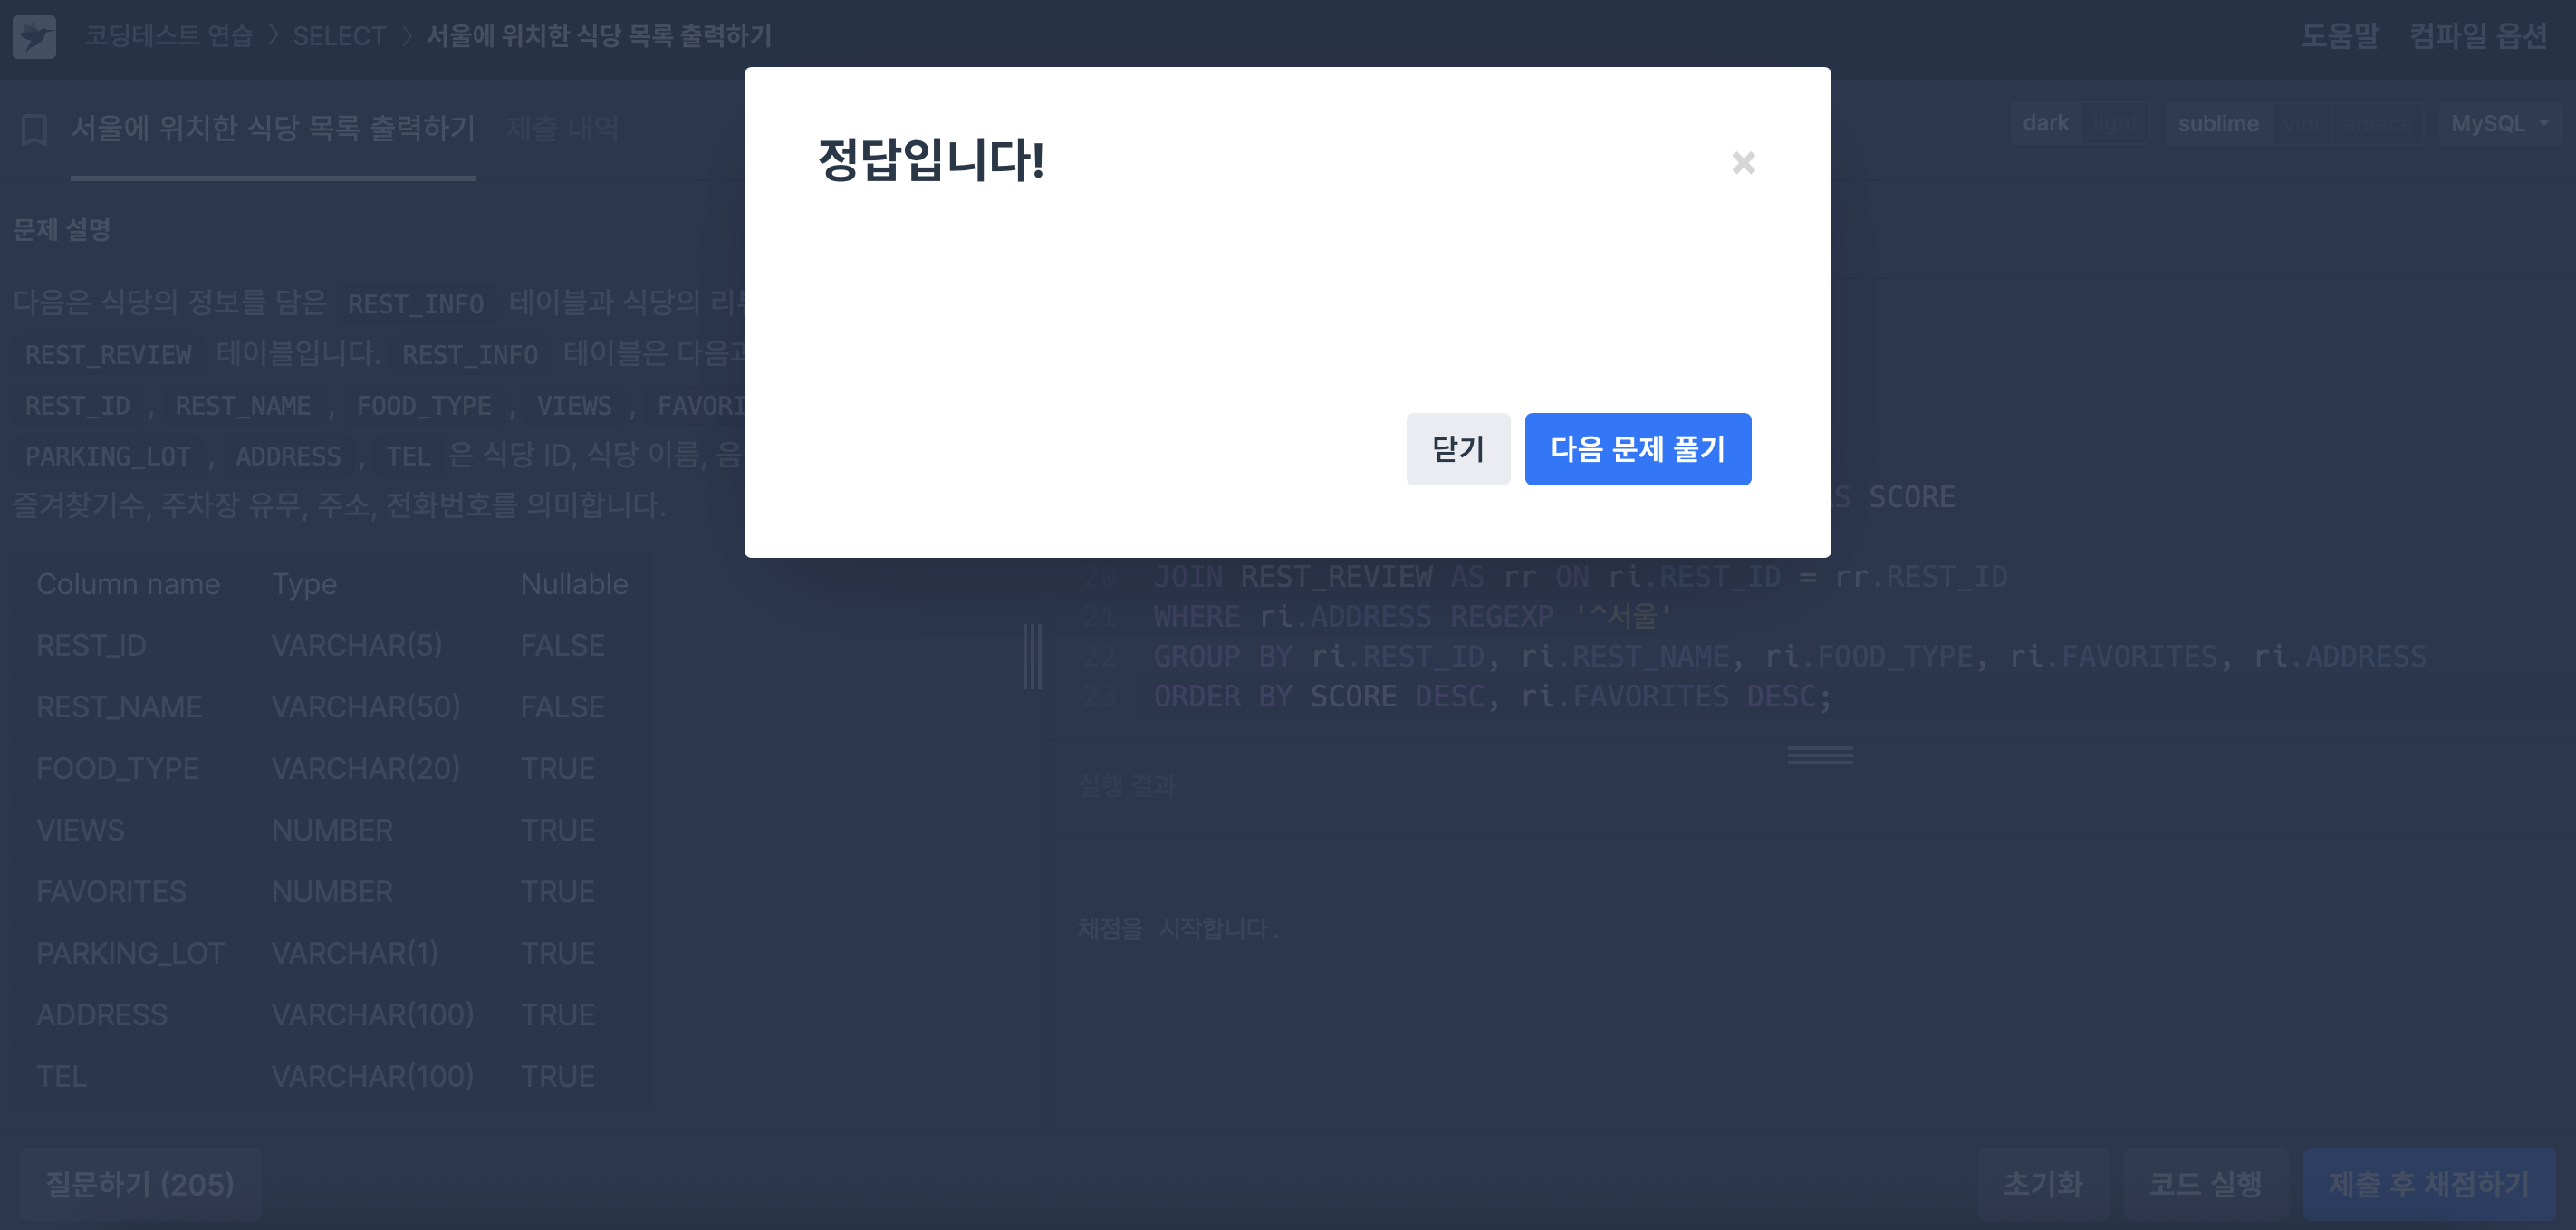 코딩테스트 연습 > SELECT > 서울에 위치한 식당 목록 출력하기
도움말 컴파일 옵션
서울에 위치한 식당 목록 출력하기 제출 내역
dark light sublime vim emacs MySQL
문제 설명
다음은 식당의 정보를 담은 REST_INFO 테이블과 식당의
REST_REVIEW 테이블입니다. REST_INFO 테이블은
REST_ID, REST_NAME, FOOD_TYPE, VIEWS,
PARKING_LOT, ADDRESS, TEL 은 식당 ID, 식당 이름,
즐겨찾기수, 주차장 유무, 주소, 전화번호를 의미합니다.
Column name Type Nullable
REST_ID VARCHAR(5) FALSE
REST_NAME VARCHAR(50) FALSE
FOOD_TYPE VARCHAR(20) TRUE
VIEWS NUMBER TRUE
FAVORITES NUMBER TRUE
PARKING_LOT VARCHAR(1) TRUE
ADDRESS VARCHAR(100) TRUE
TEL VARCHAR(100) TRUE
정답입니다!
×
닫기 다음 문제 풀기
SCORE
20 JOIN REST_REVIEW AS rr ON ri.REST_ID = rr.REST_ID
21 WHERE ri.ADDRESS REGEXP '^서울'
22 GROUP BY ri.REST_ID, ri.REST_NAME, ri.FOOD_TYPE, ri.FAVORITES, ri.ADDRESS
23 ORDER BY SCORE DESC, ri.FAVORITES DESC;
실행 결과
채점을 시작합니다.
질문하기 (205)
초기화 코드 실행 제출 후 채점하기